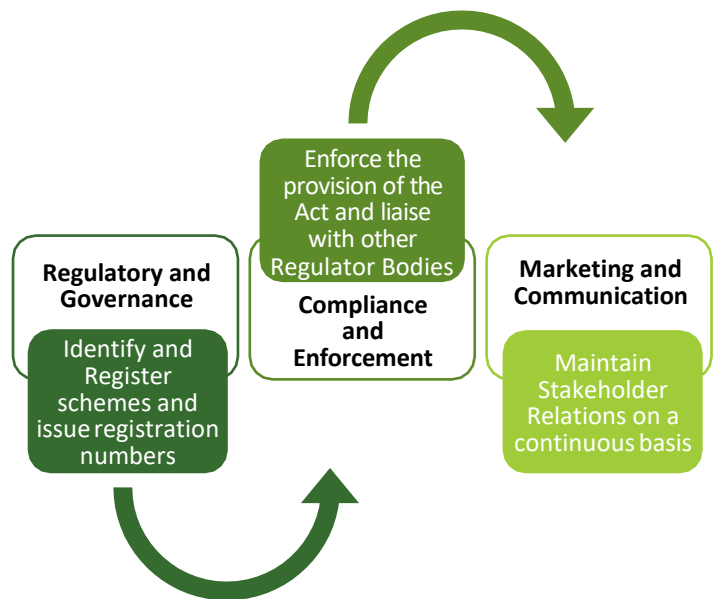 Regulatory and
Governance
Identify and
Register
schemes and
issue registration
numbers
Enforce the
provision of the
Act and liaise
with other
Regulator Bodies
Compliance
and
Enforcement
Marketing and
Communication
Maintain
Stakeholder
Relations on a
continuous basis